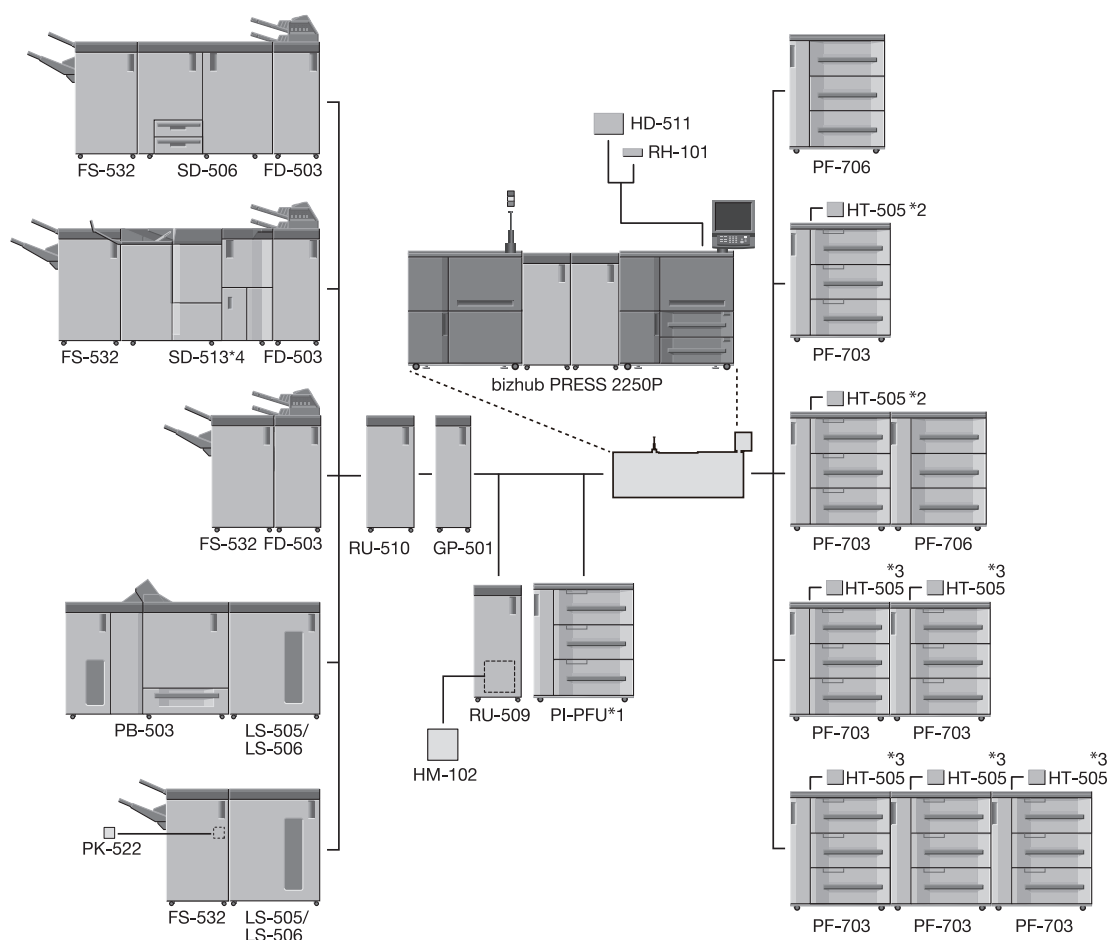 FS-532 SD-506 FD-503
FS-532 SD-513*4 FD-503
FS-532 FD-503
RU-510 GP-501
PB-503 LS-505/
LS-506
PK-522
FS-532 LS-505/
LS-506
HD-511
RH-101
bizhub PRESS 2250P
RU-509 PI-PFU*1
HM-102
PF-706
HT-505 *2
PF-703
HT-505 *2
PF-703 PF-706
*3 *3
HT-505 HT-505
PF-703 PF-703
*3 *3 *3
HT-505 HT-505 HT-505
PF-703 PF-703 PF-703